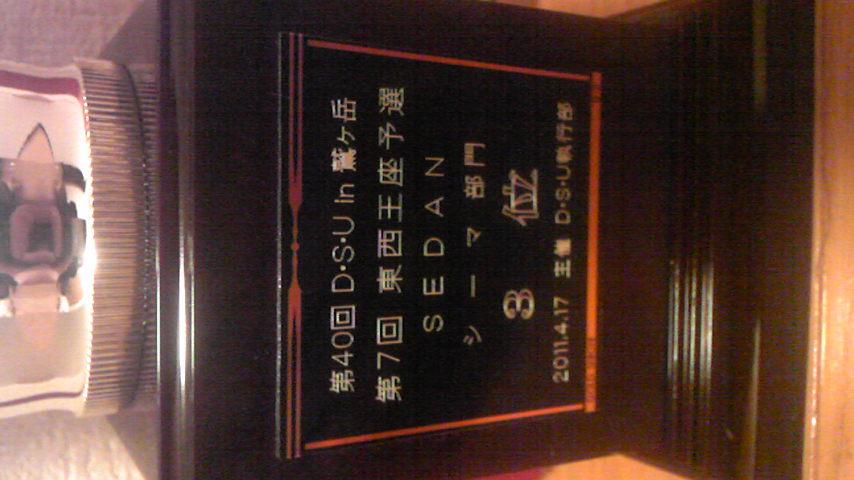 第40回 D・S・U in 鷲ヶ岳
第7回 東西王座予選
SEDAN
シーマ 部門
3 位
2011.4.17 主催 D・S・U執行部